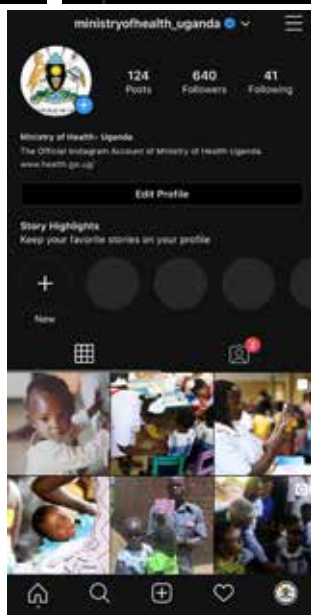 ministryofhealth_uganda
124 640 41
Posts Followers Following
Ministry of Health- Uganda
The Official Instagram Account of Ministry of Health Uganda.
www.health.go.ug/
Edit Profile
Story Highlights
Keep your favorite stories on your profile
New
2